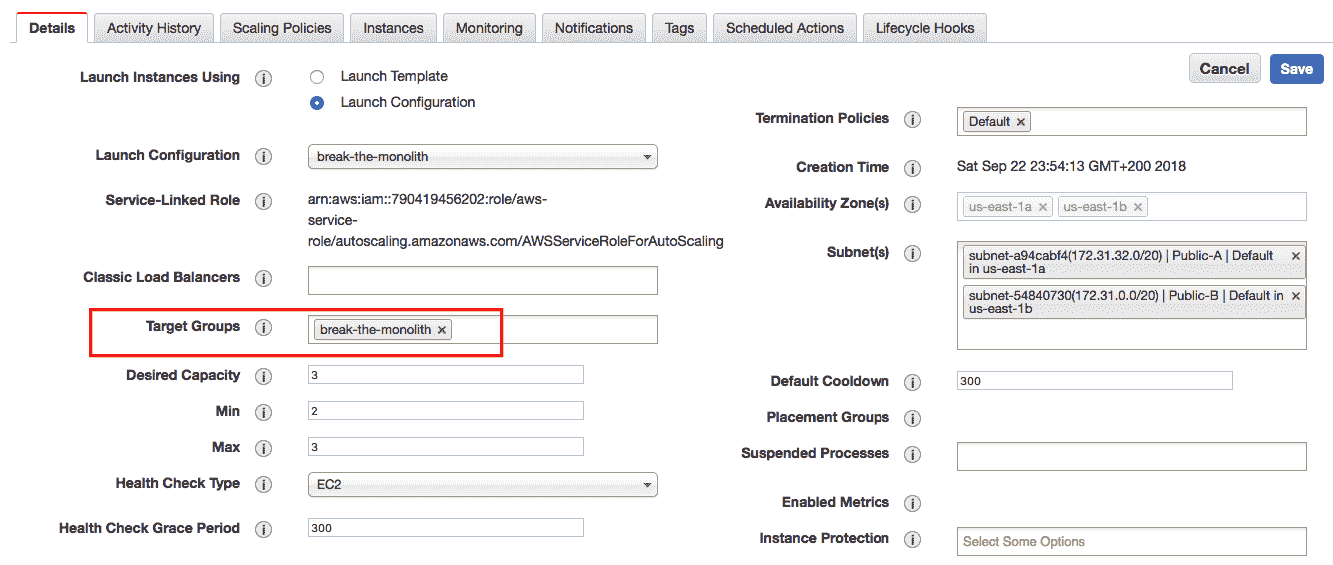 Details Activity History Scaling Policies Instances Monitoring Notifications Tags Scheduled Actions Lifecycle Hooks
Cancel Save
Launch Instances Using i Launch Template
Launch Configuration
Launch Configuration i break-the-monolith
Service-Linked Role i arn:aws:iam::790419456202:role/aws-
service-
role/autoscaling.amazonaws.com/AWSServiceRoleForAutoScaling
Classic Load Balancers i
Target Groups i break-the-monolith ×
Desired Capacity i 3
Min i 2
Max i 3
Health Check Type i EC2
Health Check Grace Period i 300
Termination Policies i Default ×
Creation Time i Sat Sep 22 23:54:13 GMT+200 2018
Availability Zone(s) i us-east-1a × us-east-1b ×
Subnet(s) i subnet-a94cabf4(172.31.32.0/20) | Public-A | Default ×
in us-east-1a
subnet-54840730(172.31.0.0/20) | Public-B | Default in ×
us-east-1b
Default Cooldown i 300
Placement Groups i
Suspended Processes i
Enabled Metrics i
Instance Protection i Select Some Options